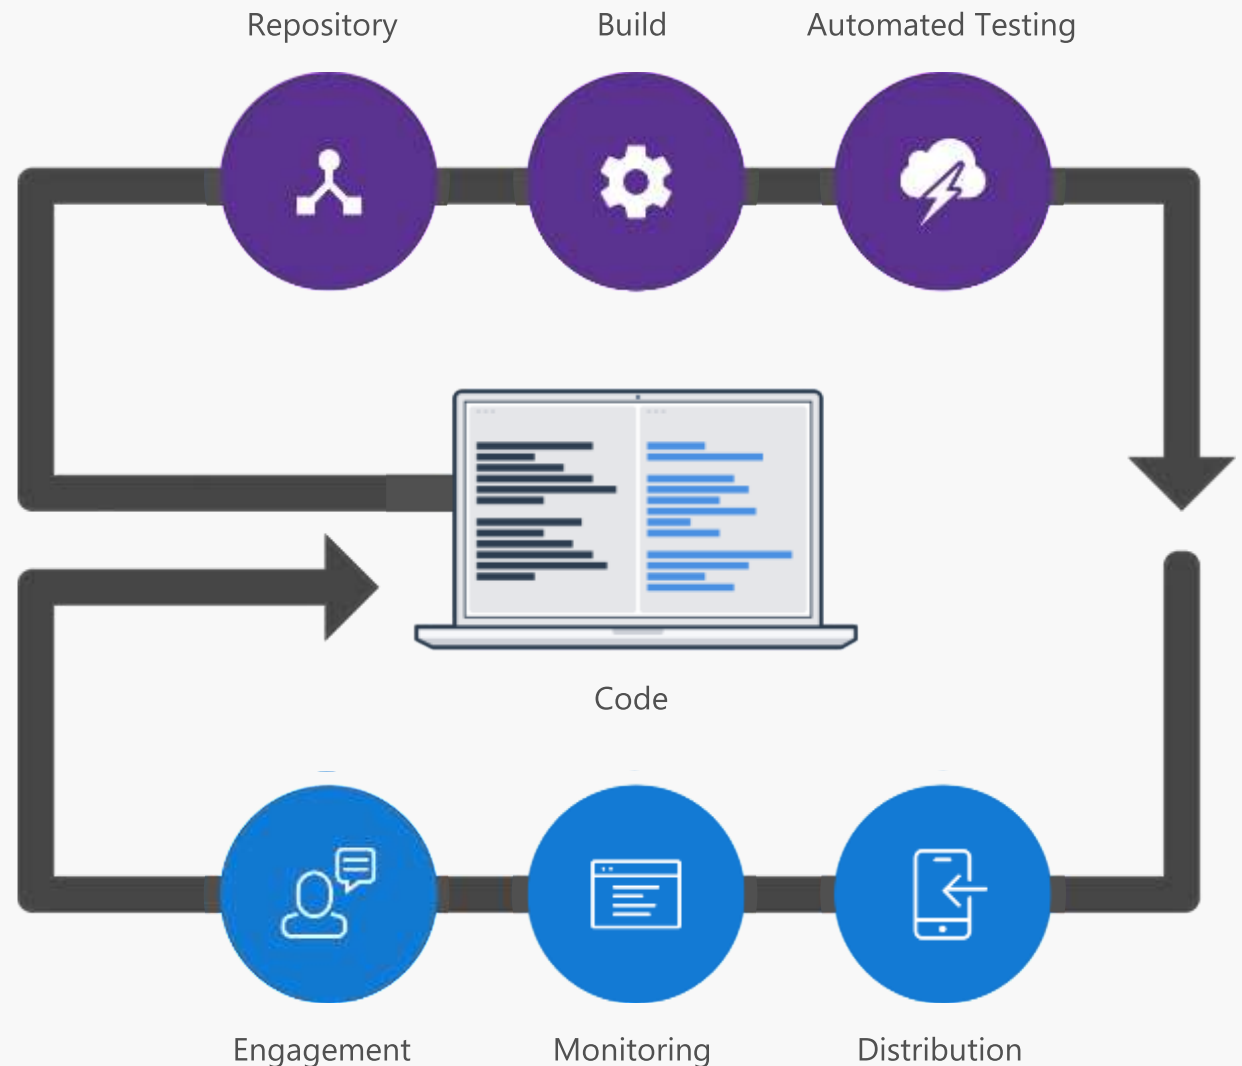 Repository
Build
Automated Testing
Code
Engagement
Monitoring
Distribution